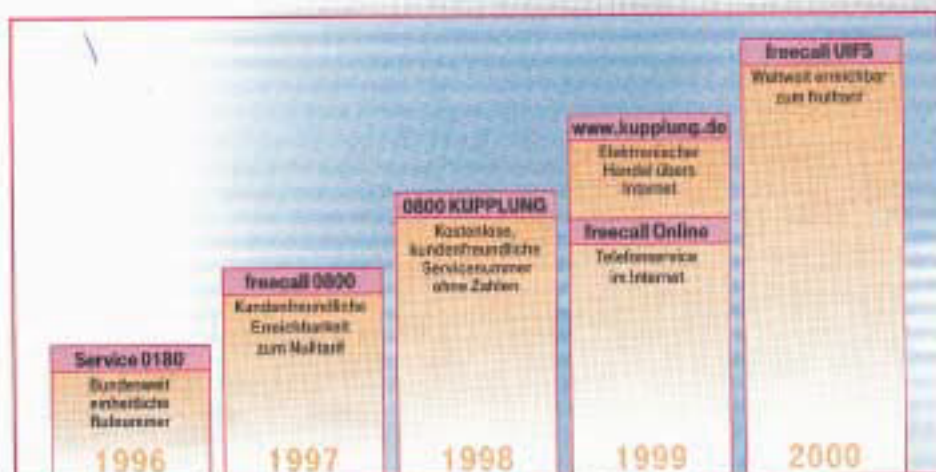 Service 0180
Bundesweit
einheitliche
Rufnummer
1996
freecall 0800
Kundenfreundliche
Erreichbarkeit
zum Nulltarif
1997
0800 KUPPLUNG
Kostenlose,
kundenfreundliche
Servicenummer
ohne Zahlen
1998
www.kupplung.de
Elektronischer
Handel übers
Internet
freecall Online
Telefonservice
im Internet
1999
freecall UIFS
Weltweit erreichbar
zum Nulltarif
2000